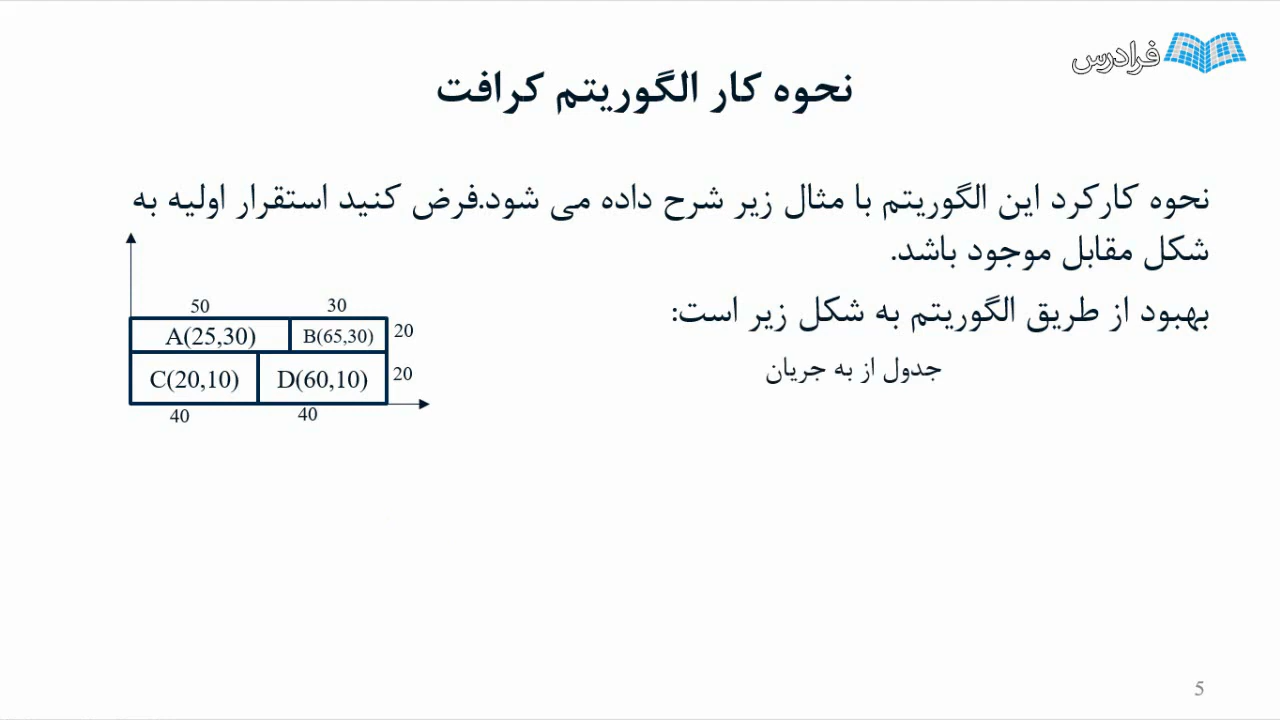 فرادرس
نحوه کار الگوریتم کرافت
نحوه کارکرد این الگوریتم با مثال زیر شرح داده می شود.فرض کنید استقرار اولیه به
شکل مقابل موجود باشد.
بهبود از طریق الگوریتم به شکل زیر است:
جدول از به جریان
50 30
A(25,30) B(65,30) 20
C(20,10) D(60,10) 20
40 40
5